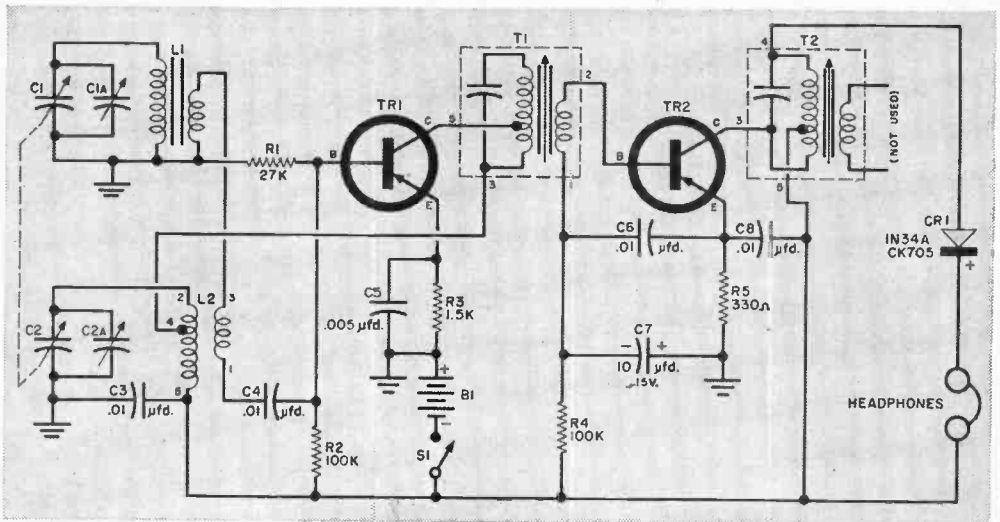 C1
C1A
L1
R1
27K
TR1
B
C
E
T1
5
3
2
1
TR2
B
C
E
3
4
T2
5
(NOT USED)
CR1
1N34A
CK705
+
C6
.01 µfd.
C8
.01 µfd.
R5
330Ω
C7
- +
10 µfd.
15V.
R4
100K
C5
.005 µfd.
R3
1.5K
+
B1
-
S1
C2
C2A
2
L2
3
4
5
1
C3
.01 µfd.
C4
.01 µfd.
R2
100K
HEADPHONES